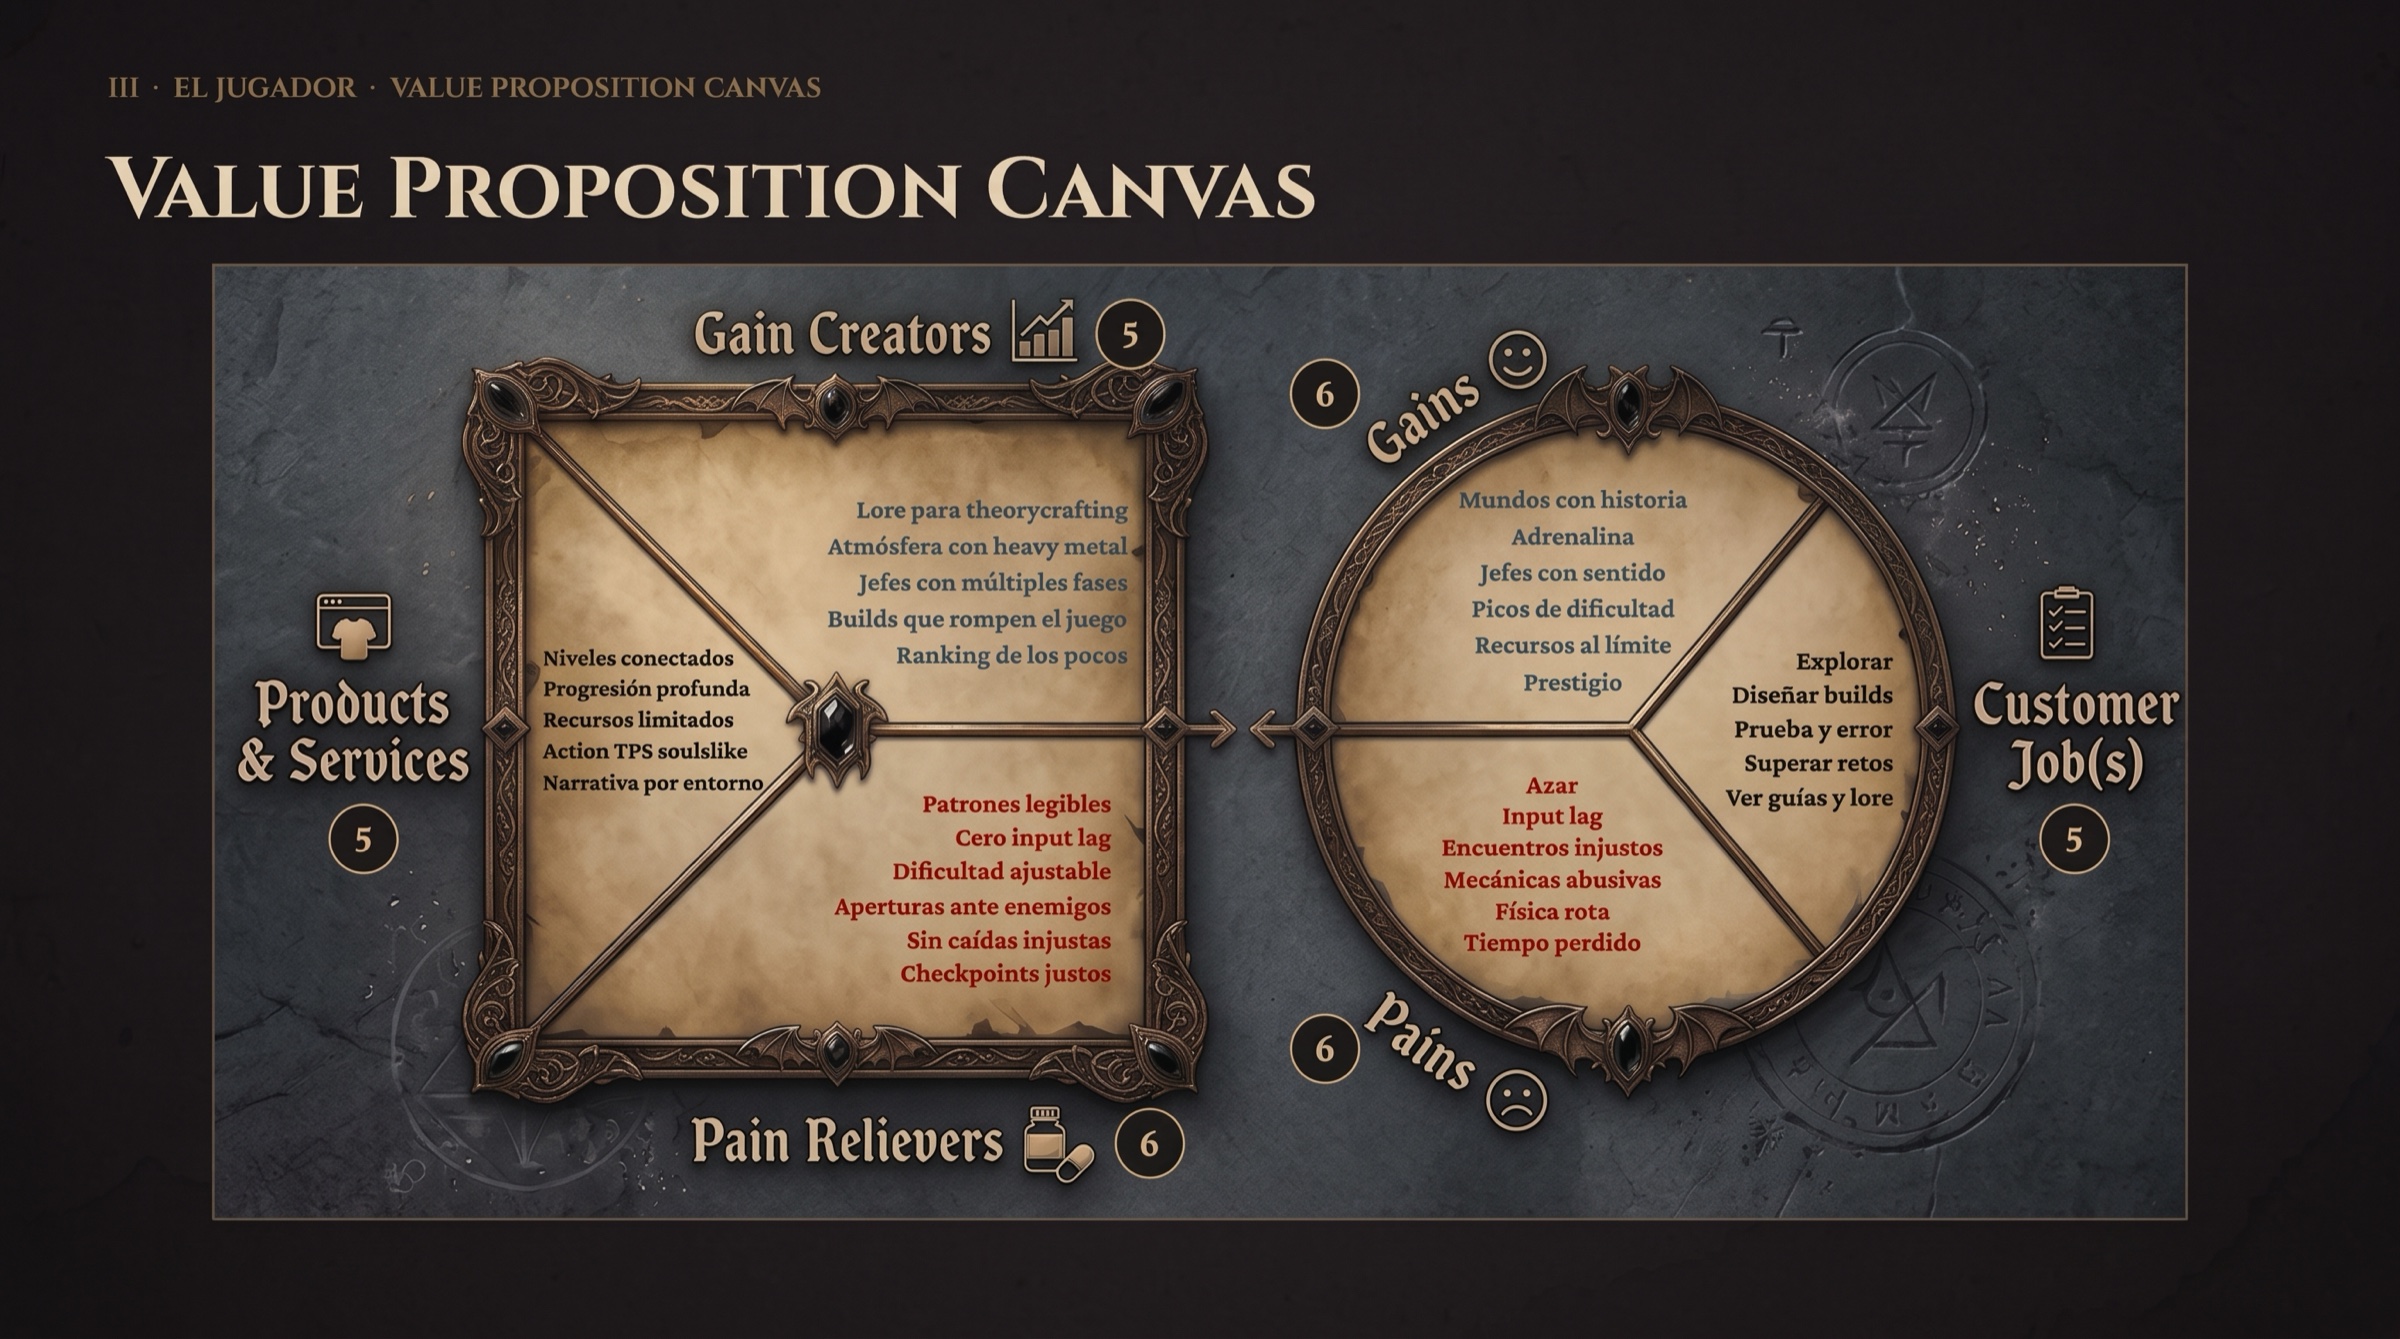 III · EL JUGADOR · VALUE PROPOSITION CANVAS
VALUE PROPOSITION CANVAS
Gain Creators
5
Lore para theorycrafting
Atmósfera con heavy metal
Jefes con múltiples fases
Builds que rompen el juego
Ranking de los pocos
Products
& Services
5
Niveles conectados
Progresión profunda
Recursos limitados
Action TPS soulslike
Narrativa por entorno
Patrones legibles
Cero input lag
Dificultad ajustable
Aperturas ante enemigos
Sin caídas injustas
Checkpoints justos
Pain Relievers
6
6
Gains
Mundos con historia
Adrenalina
Jefes con sentido
Picos de dificultad
Recursos al límite
Prestigio
Explorar
Diseñar builds
Prueba y error
Superar retos
Ver guías y lore
Customer
Job(s)
5
Azar
Input lag
Encuentros injustos
Mecánicas abusivas
Física rota
Tiempo perdido
6
Pains